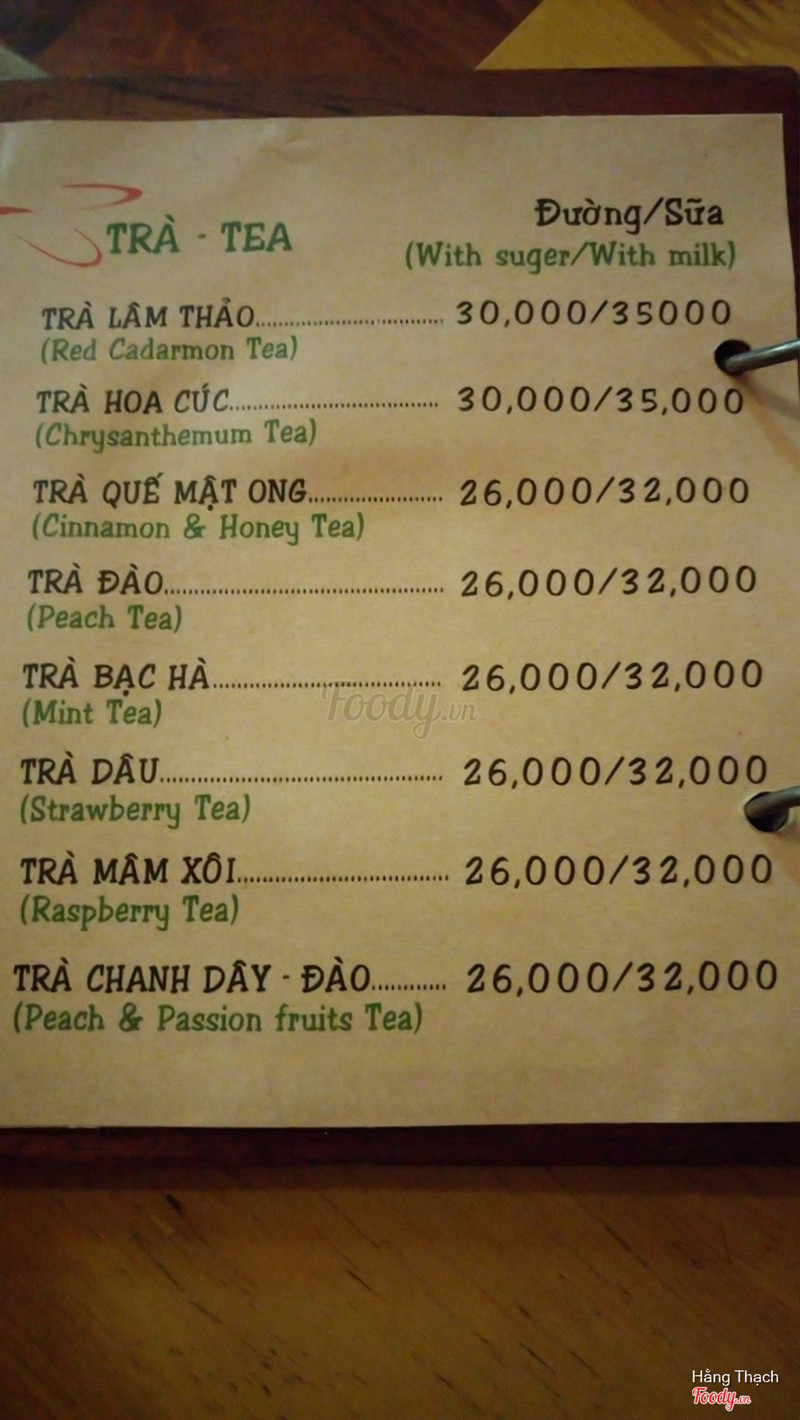 TRÀ - TEA
Đường/Sữa
(With suger/With milk)
TRÀ LÂM THẢO................................ 30,000/35000
(Red Cadarmon Tea)
TRÀ HOA CÚC.................................... 30,000/35,000
(Chrysanthemum Tea)
TRÀ QUẾ MẬT ONG....................... 26,000/32,000
(Cinnamon & Honey Tea)
TRÀ ĐÀO............................................... 26,000/32,000
(Peach Tea)
TRÀ BẠC HÀ...................................... 26,000/32,000
(Mint Tea)
Foody.vn
TRÀ DÂU............................................... 26,000/32,000
(Strawberry Tea)
TRÀ MÂM XÔI................................... 26,000/32,000
(Raspberry Tea)
TRÀ CHANH DÂY - ĐÀO............ 26,000/32,000
(Peach & Passion fruits Tea)
Hằng Thạch
Foody.vn